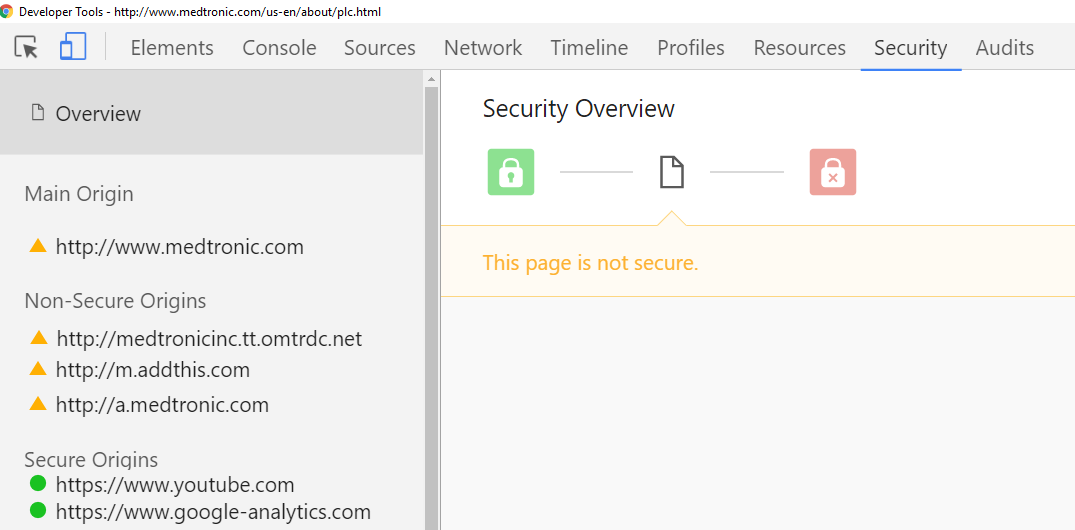 Developer Tools - http://www.medtronic.com/us-en/about/plc.html
Elements Console Sources Network Timeline Profiles Resources Security Audits
Overview
Main Origin
http://www.medtronic.com
Non-Secure Origins
http://medtronicinc.tt.omtrdc.net
http://m.addthis.com
http://a.medtronic.com
Secure Origins
https://www.youtube.com
https://www.google-analytics.com
Security Overview
This page is not secure.